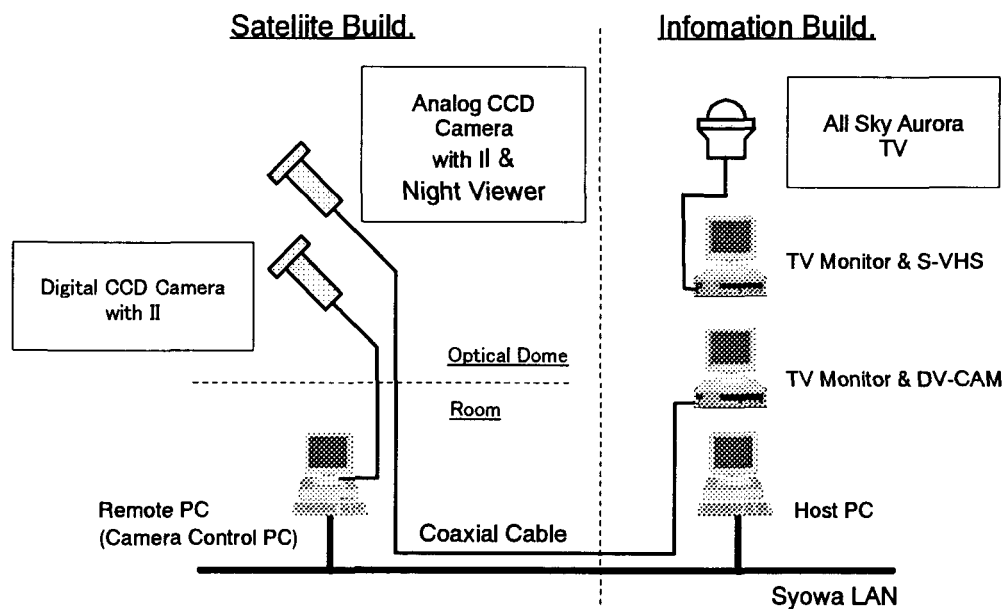 Sateliite Build.
Infomation Build.
Analog CCD
Camera
with II &
Night Viewer
All Sky Aurora
TV
Digital CCD Camera
with II
TV Monitor & S-VHS
Optical Dome
TV Monitor & DV-CAM
Room
Remote PC
(Camera Control PC)
Coaxial Cable
Host PC
Syowa LAN